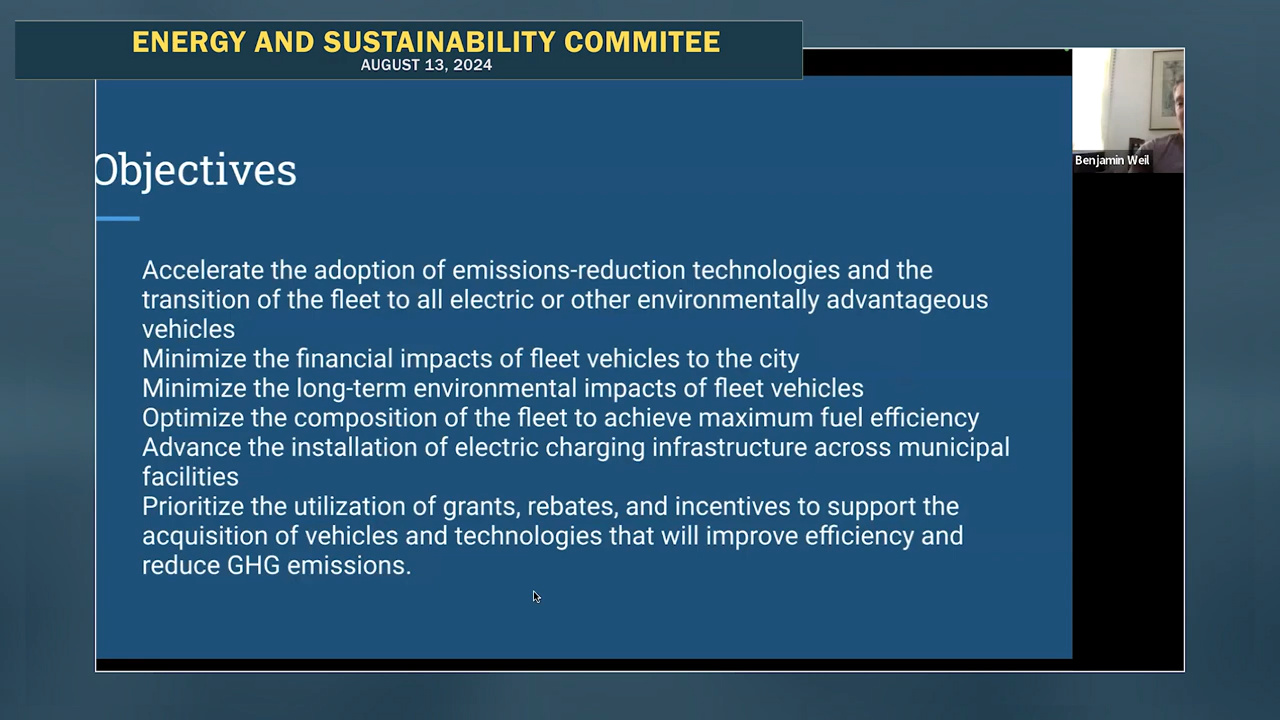 ENERGY AND SUSTAINABILITY COMMITEE
AUGUST 13, 2024
Benjamin Weil
Objectives
Accelerate the adoption of emissions-reduction technologies and the
transition of the fleet to all electric or other environmentally advantageous
vehicles
Minimize the financial impacts of fleet vehicles to the city
Minimize the long-term environmental impacts of fleet vehicles
Optimize the composition of the fleet to achieve maximum fuel efficiency
Advance the installation of electric charging infrastructure across municipal
facilities
Prioritize the utilization of grants, rebates, and incentives to support the
acquisition of vehicles and technologies that will improve efficiency and
reduce GHG emissions.